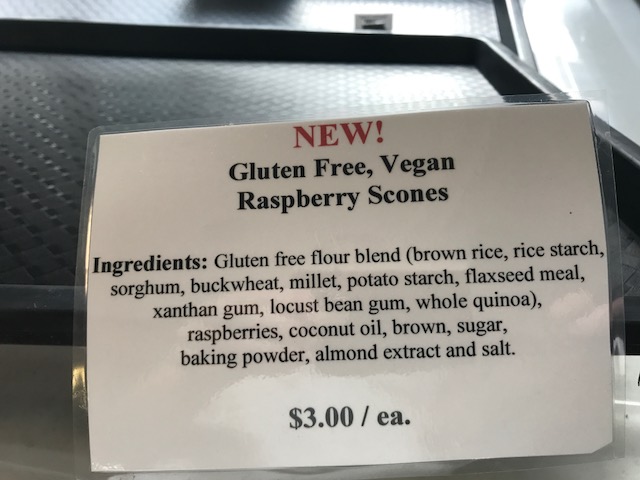 NEW!
Gluten Free, Vegan
Raspberry Scones
Ingredients: Gluten free flour blend (brown rice, rice starch,
sorghum, buckwheat, millet, potato starch, flaxseed meal,
xanthan gum, locust bean gum, whole quinoa),
raspberries, coconut oil, brown, sugar,
baking powder, almond extract and salt.
$3.00 / ea.